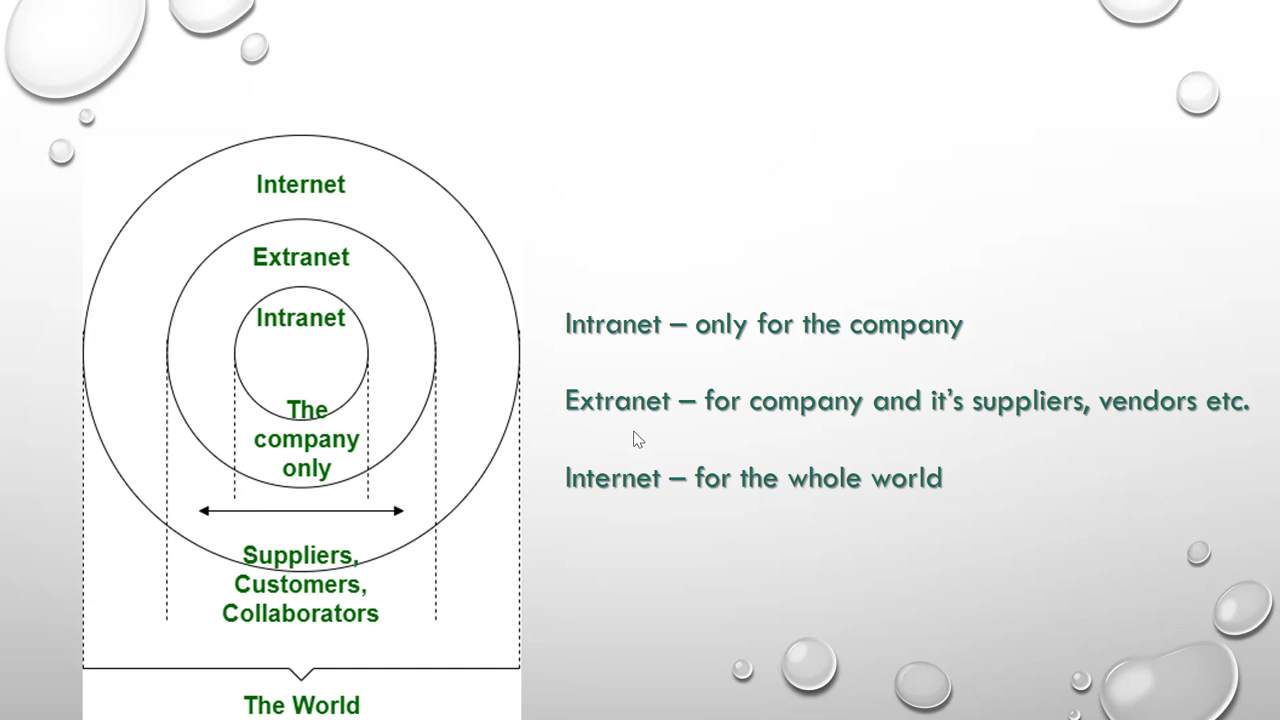 Internet
Extranet
Intranet
The
company
only
Suppliers,
Customers,
Collaborators
The World
Intranet – only for the company
Extranet – for company and it’s suppliers, vendors etc.
Internet – for the whole world